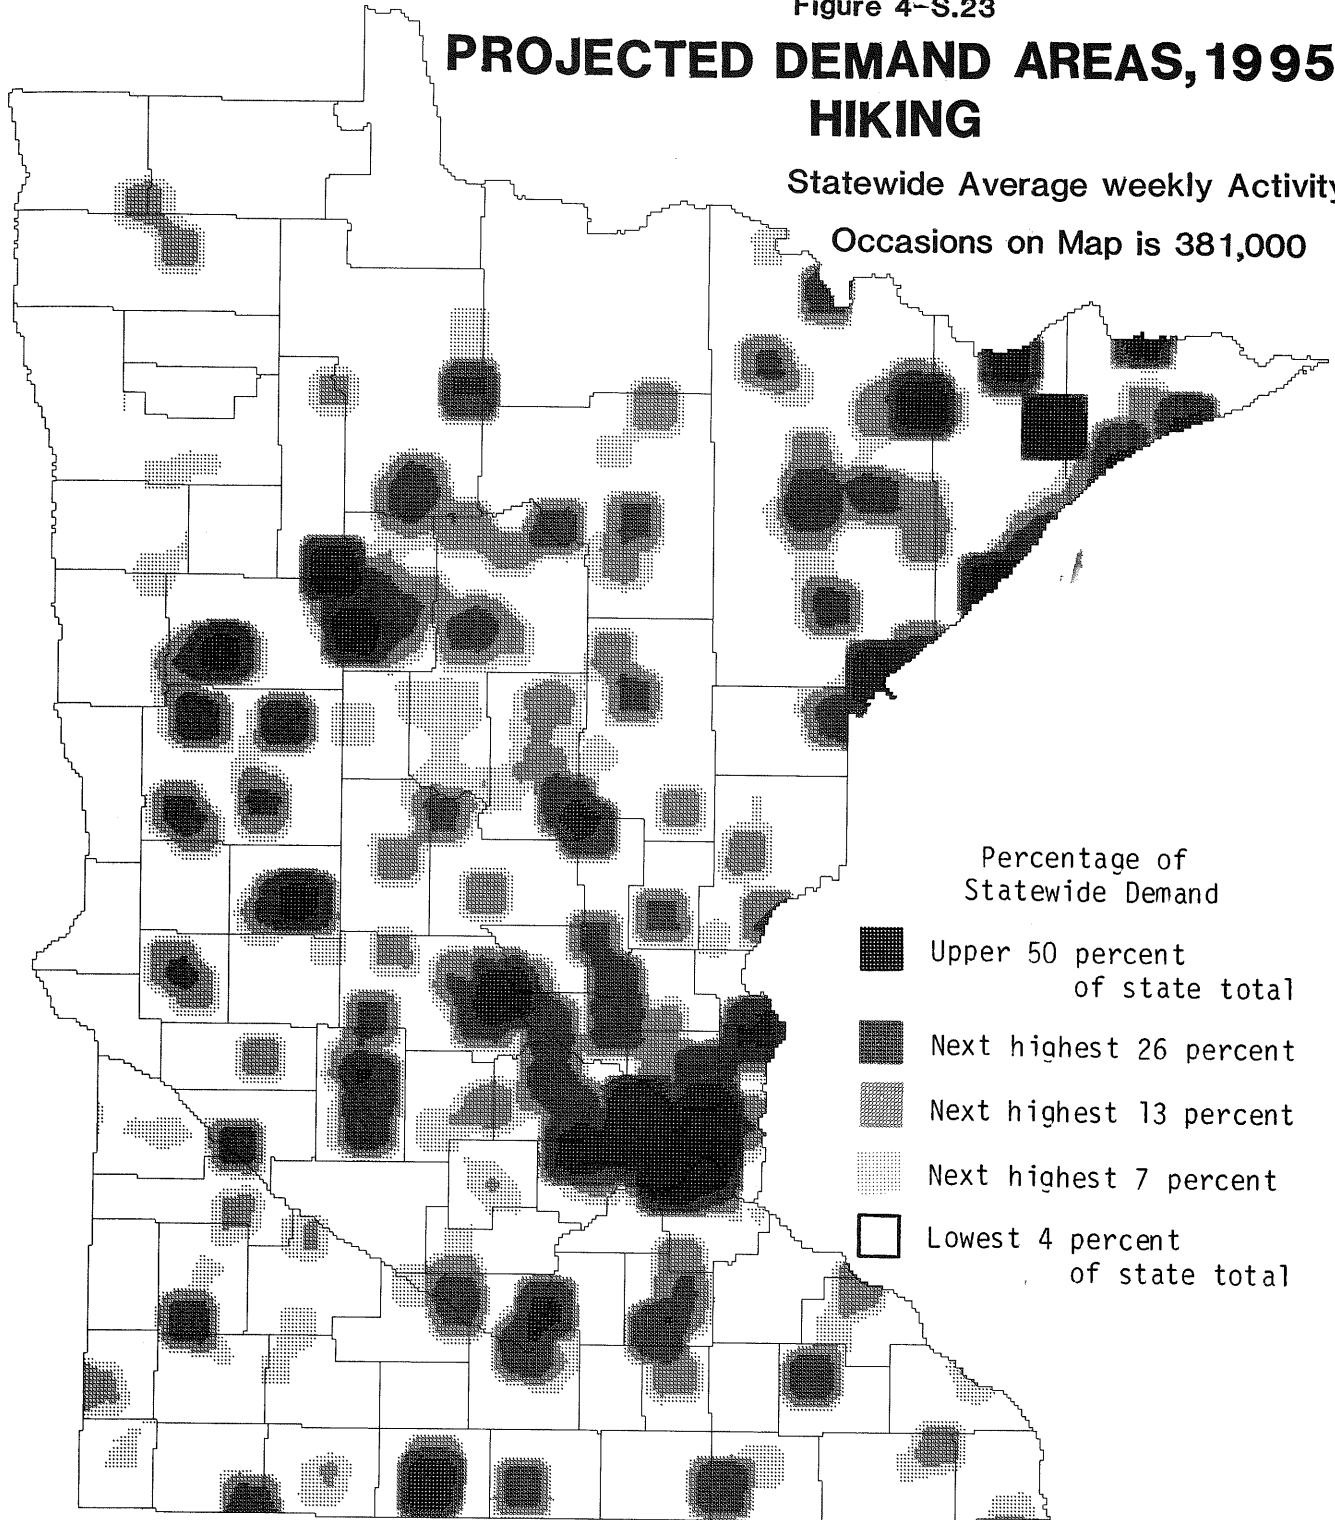 Figure 4-S.23
PROJECTED DEMAND AREAS, 1995
HIKING
Statewide Average weekly Activity
Occasions on Map is 381,000
Percentage of
Statewide Demand
Upper 50 percent
of state total
Next highest 26 percent
Next highest 13 percent
Next highest 7 percent
Lowest 4 percent
of state total